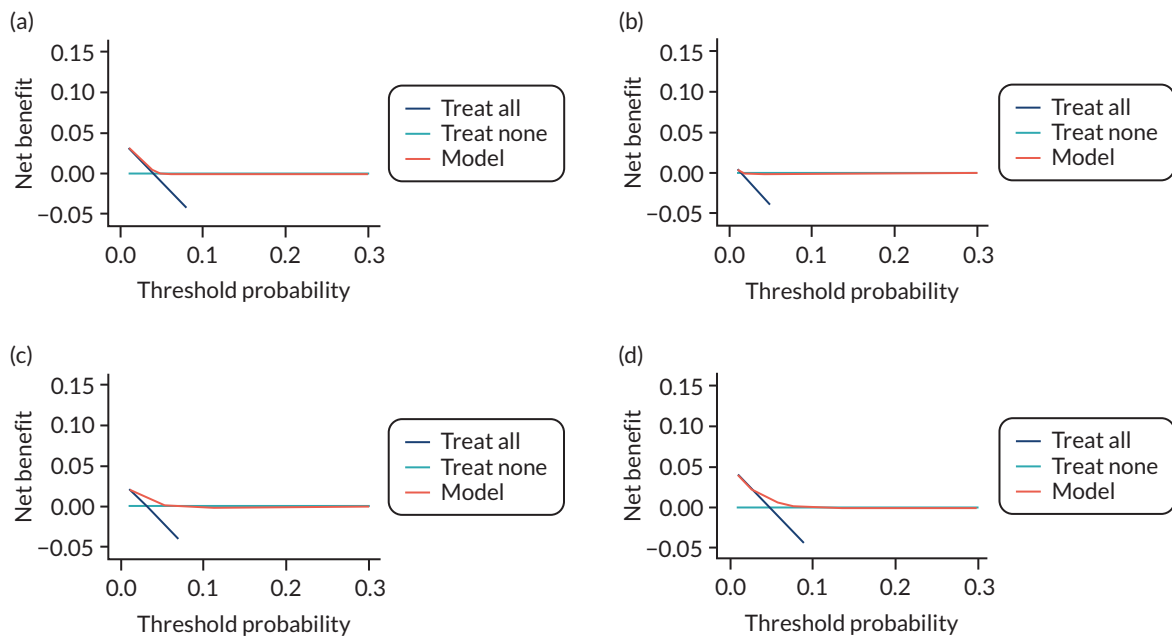 (a)
0.15
0.10
0.05
0.00
−0.05
Net benefit
0.0 0.1 0.2 0.3
Threshold probability
Treat all
Treat none
Model
(b)
0.15
0.10
0.05
0.00
−0.05
Net benefit
0.0 0.1 0.2 0.3
Threshold probability
Treat all
Treat none
Model
(c)
0.15
0.10
0.05
0.00
−0.05
Net benefit
0.0 0.1 0.2 0.3
Threshold probability
Treat all
Treat none
Model
(d)
0.15
0.10
0.05
0.00
−0.05
Net benefit
0.0 0.1 0.2 0.3
Threshold probability
Treat all
Treat none
Model